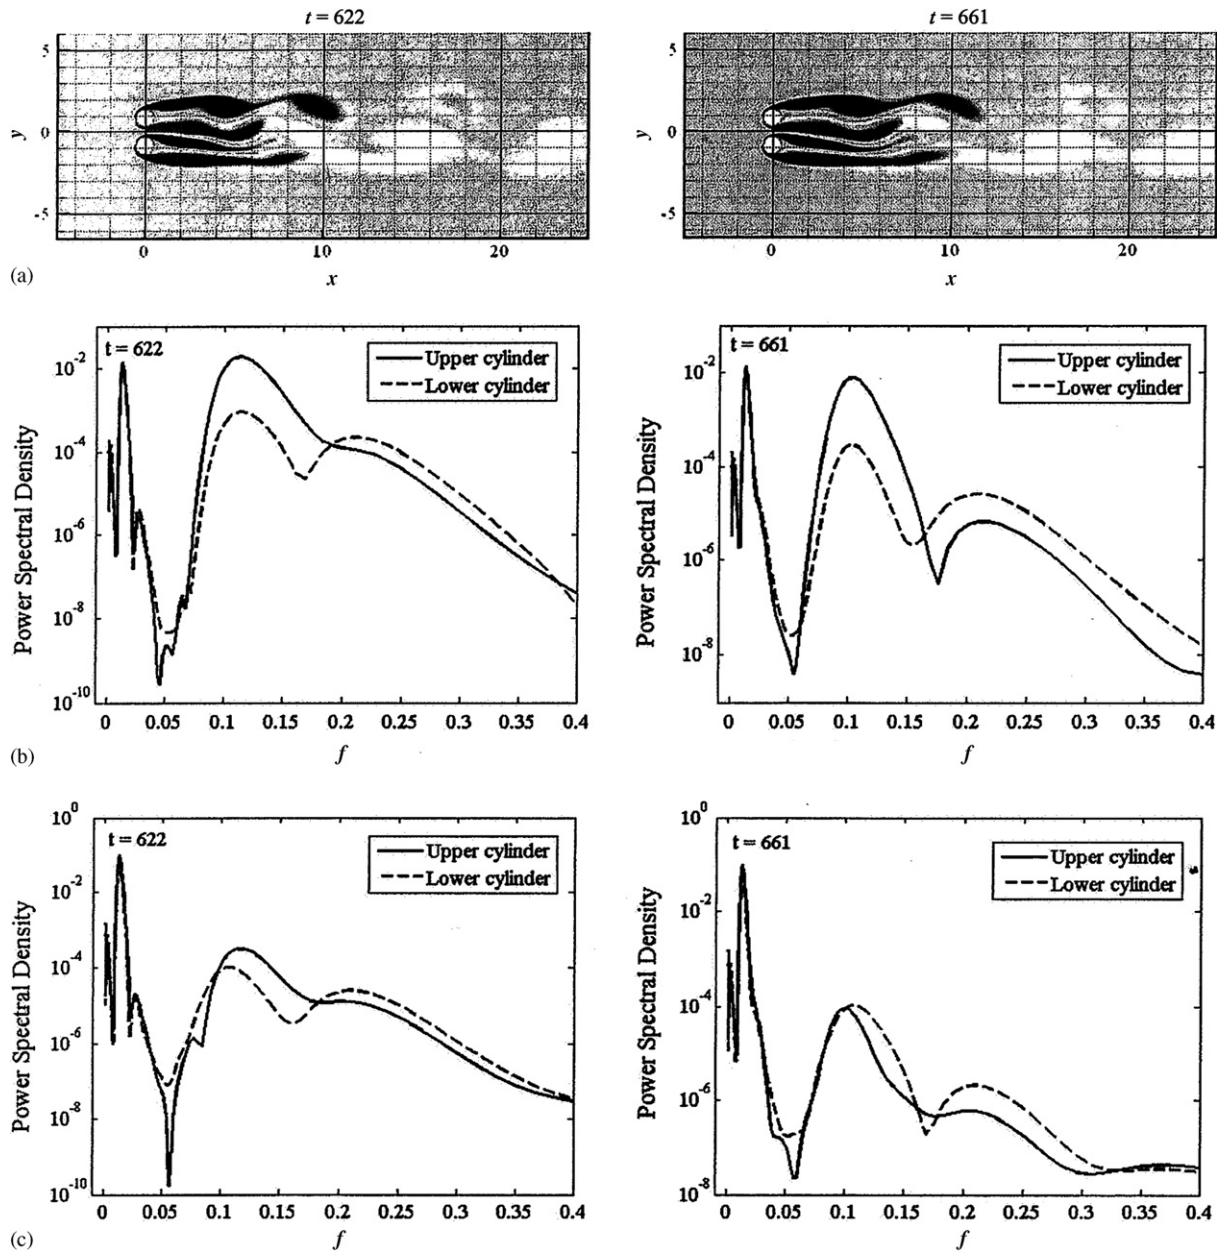 t = 622
t = 661
y
5
0
-5
0
10
20
x
5
0
-5
0
10
20
x
(a)
t = 622
Upper cylinder
Lower cylinder
Power Spectral Density
10^-2
10^-4
10^-6
10^-8
10^-10
0 0.05 0.1 0.15 0.2 0.25 0.3 0.35 0.4
f
t = 661
Upper cylinder
Lower cylinder
Power Spectral Density
10^-2
10^-4
10^-6
10^-8
0 0.05 0.1 0.15 0.2 0.25 0.3 0.35 0.4
f
(b)
t = 622
Upper cylinder
Lower cylinder
Power Spectral Density
10^0
10^-2
10^-4
10^-6
10^-8
10^-10
0 0.05 0.1 0.15 0.2 0.25 0.3 0.35 0.4
f
t = 661
Upper cylinder
Lower cylinder
Power Spectral Density
10^0
10^-2
10^-4
10^-6
10^-8
0 0.05 0.1 0.15 0.2 0.25 0.3 0.35 0.4
f
(c)